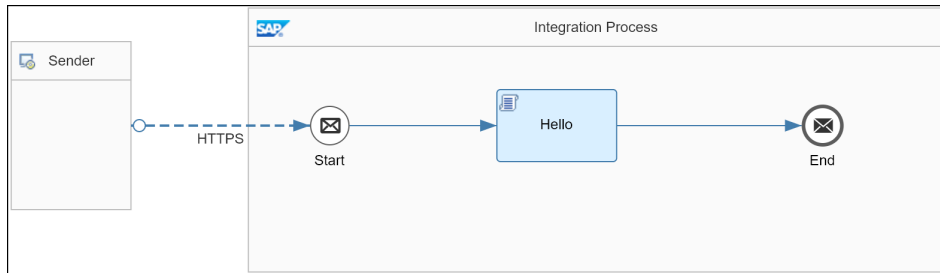 SAP
Integration Process
Sender
HTTPS
Start
Hello
End